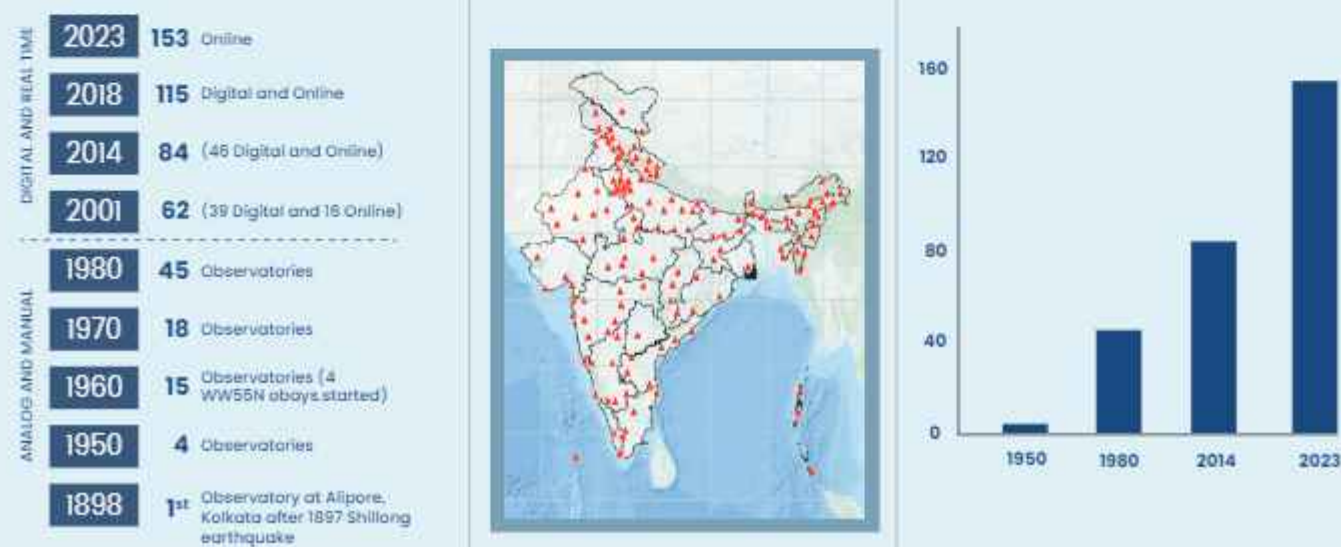 DIGITAL AND REAL TIME
2023 153 Online
2018 115 Digital and Online
2014 84 (46 Digital and Online)
2001 62 (39 Digital and 16 Online)
ANALOG AND MANUAL
1980 45 Observatories
1970 18 Observatories
1960 15 Observatories (4
WW55N obays started)
1950 4 Observatories
1898 1st Observatory at Alipore,
Kolkata after 1897 Shillong
earthquake
160
120
80
40
0
1950 1980 2014 2023